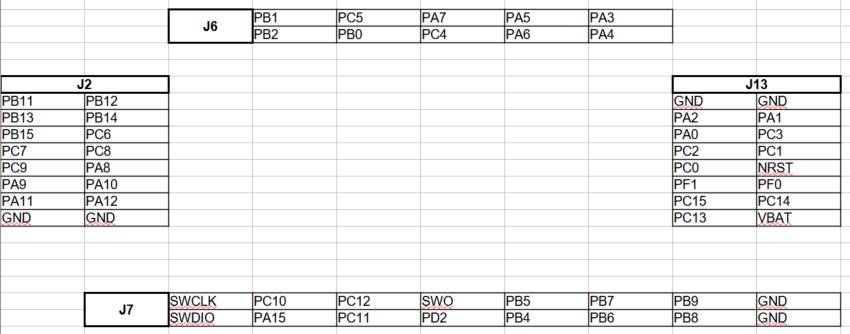 J6 PB1 PC5 PA7 PA5 PA3
PB2 PB0 PC4 PA6 PA4
J2 J13
PB11 PB12 GND GND
PB13 PB14 PA2 PA1
PB15 PC6 PA0 PC3
PC7 PC8 PC2 PC1
PC9 PA8 PC0 NRST
PA9 PA10 PF1 PF0
PA11 PA12 PC15 PC14
GND GND PC13 VBAT
J7 SWCLK PC10 PC12 SWO PB5 PB7 PB9 GND
SWDIO PA15 PC11 PD2 PB4 PB6 PB8 GND